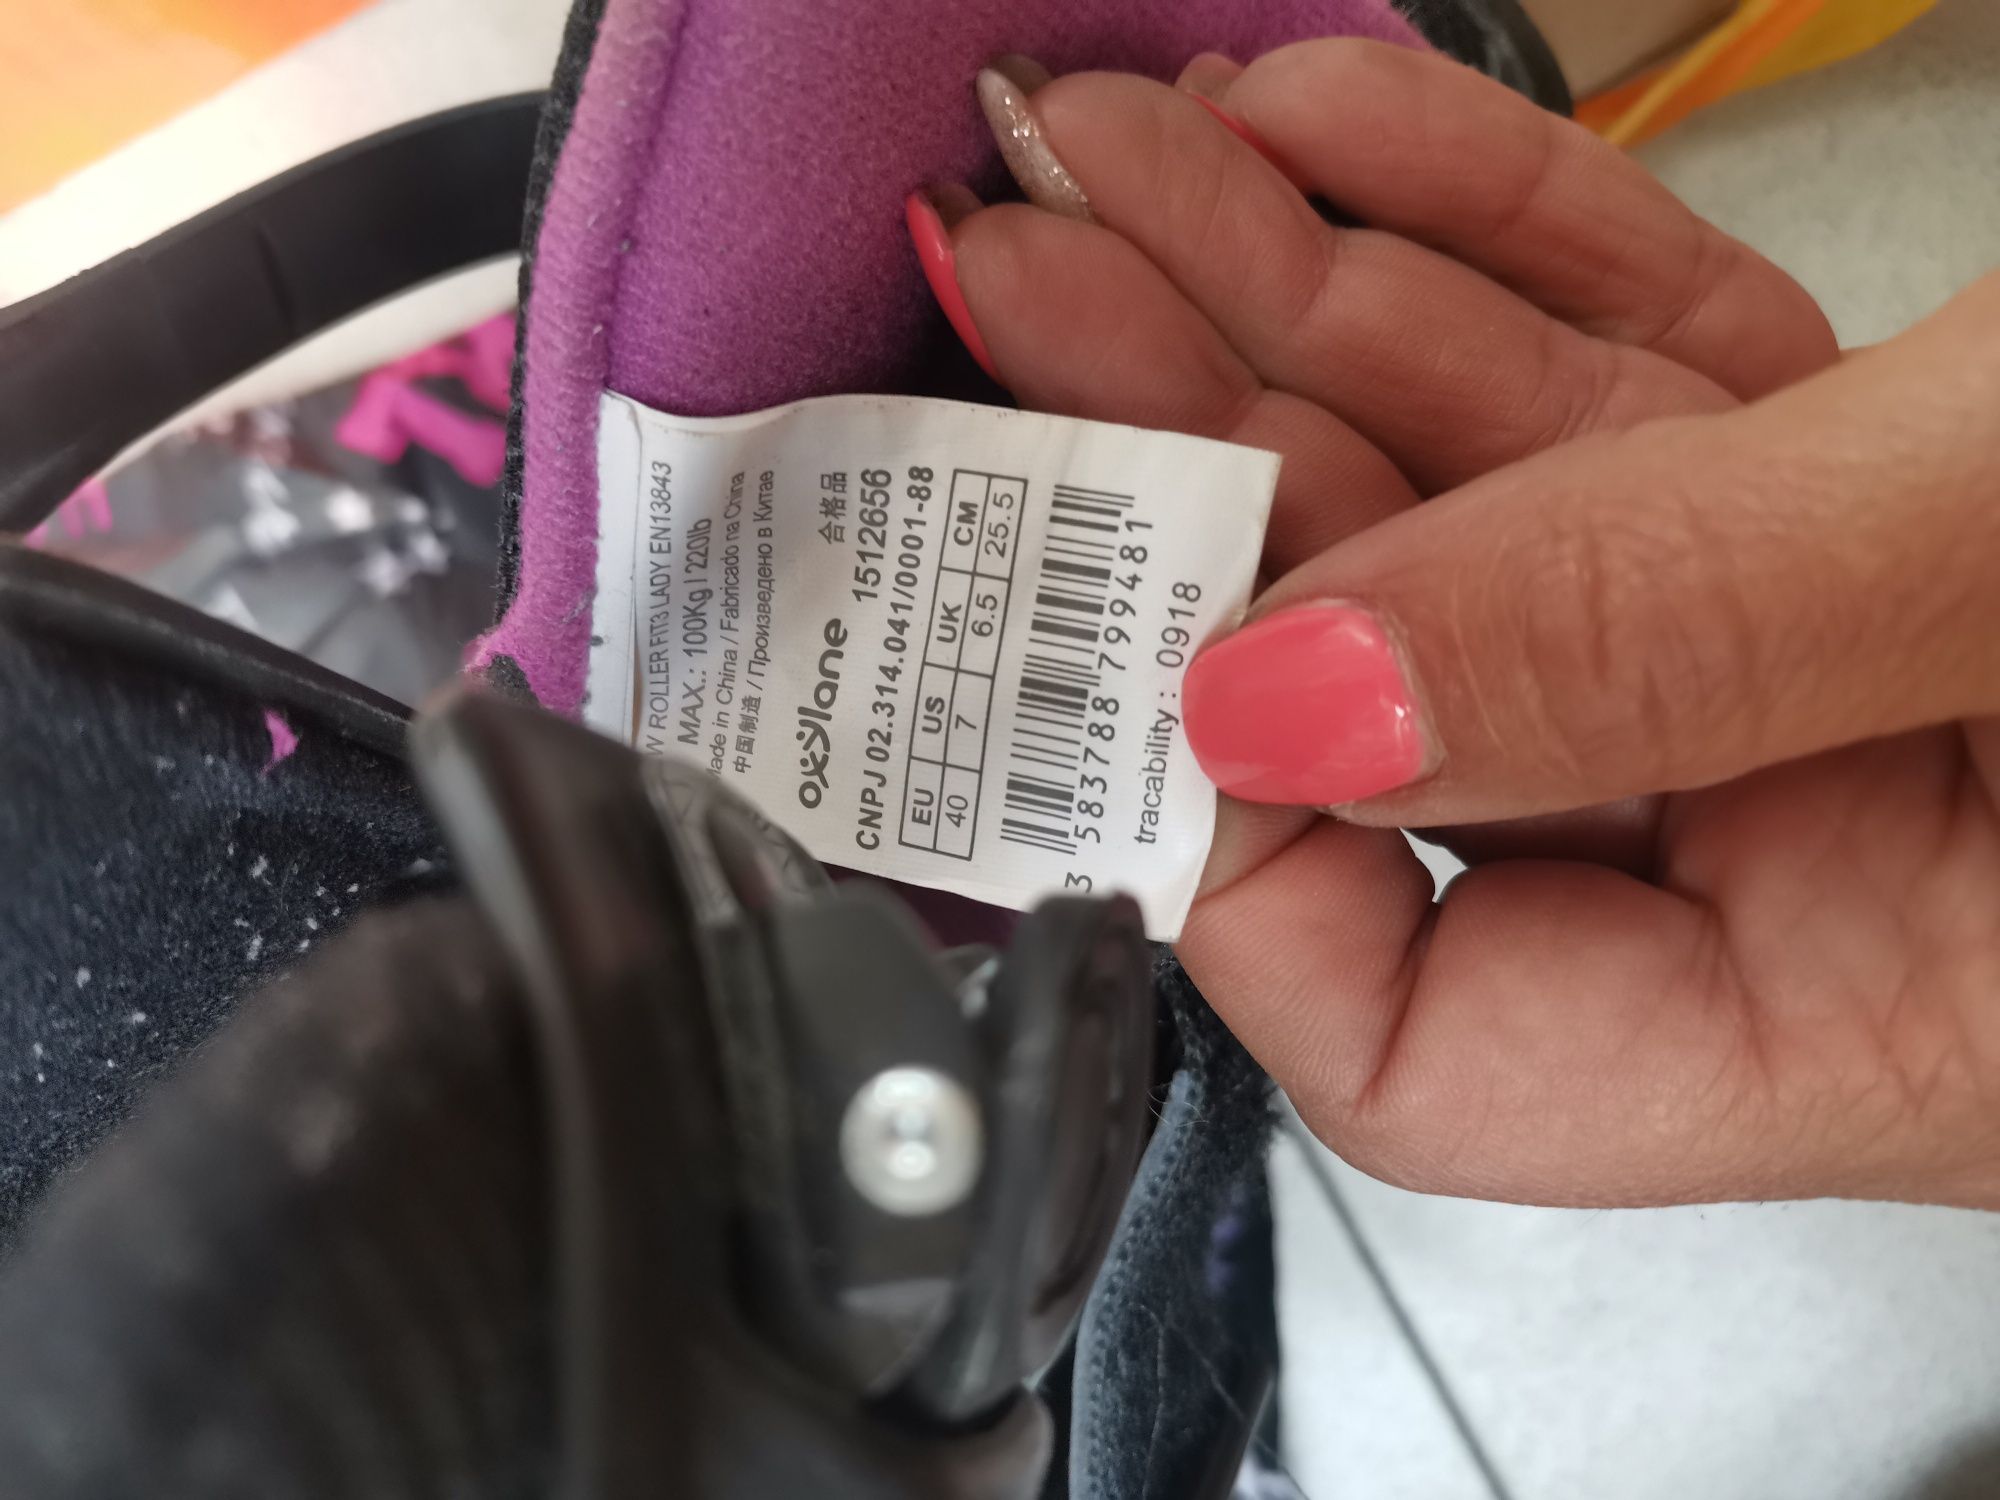 W ROLLER FIT3 LADY EN13843
MAX.: 100Kg | 220lb
Made in China / Fabricado na China
中国制造 / Произведено в Китае
oxylane 合格品
15126​56
CNPJ 02.314.041/0001-88
EU US UK CM
40 7 6.5 25.5
3 583788 799481
tracability : 0918